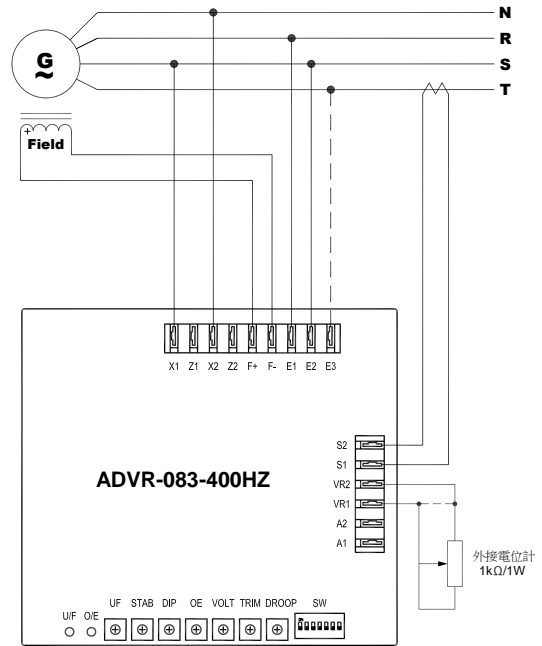 N
R
G
S
T
+
Field
X1 Z1 X2 Z2 F+ F- E1 E2 E3
S2
S1
ADVR-083-400HZ
VR2
VR1
A2
A1
外接電位計
1kΩ/1W
UF STAB DIP OE VOLT TRIM DROOP SW
U/F O/E